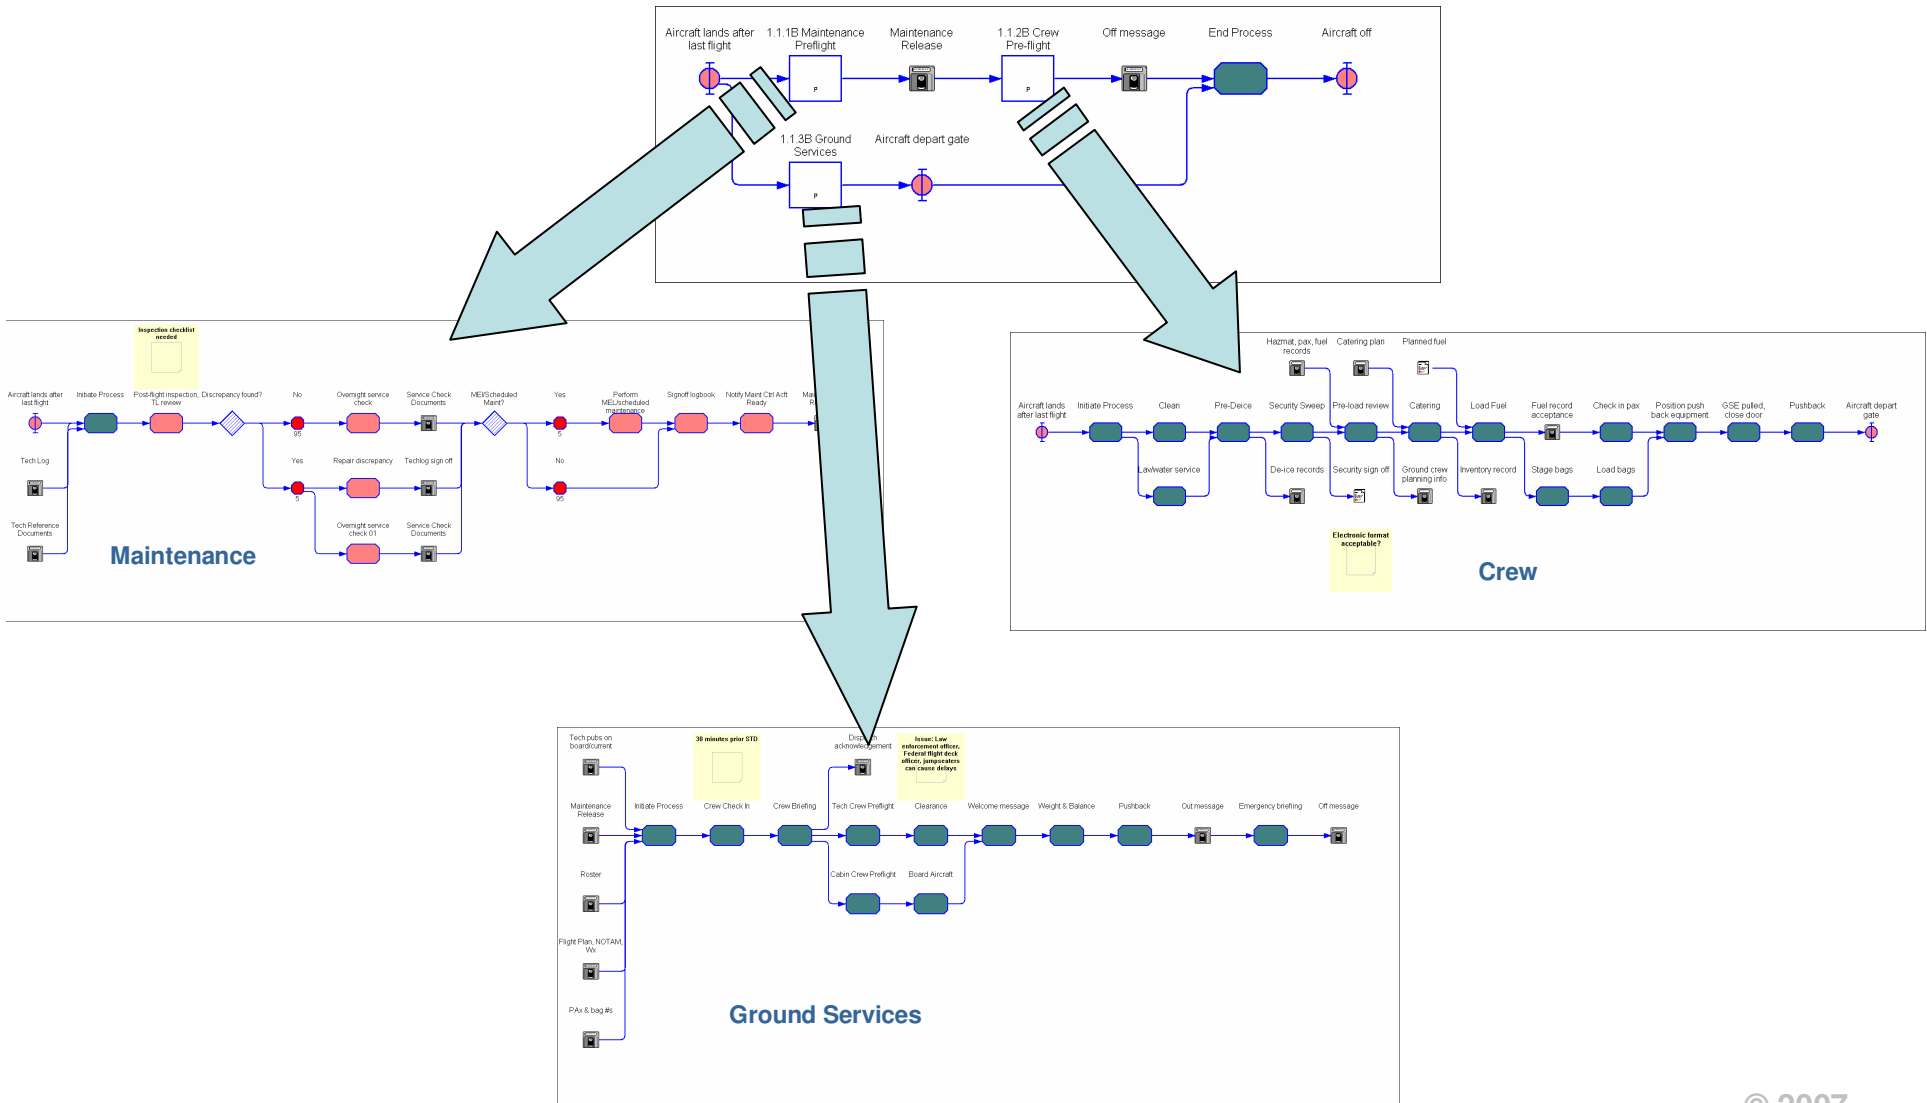 Aircraft lands after
last flight
1.1.1B Maintenance
Preflight
Maintenance
Release
1.1.2B Crew
Pre-flight
Off message
End Process
Aircraft off
P
P
1.1.3B Ground
Services
Aircraft depart gate
P
Inspection checklist
needed
Aircraft lands after
last flight
Initiate Process
Post-flight inspection,
TL review
Discrepancy found?
No
Overnight service
check
Service Check
Documents
MEl/Scheduled
Maint?
Yes
Perform
MEL/scheduled
maintenance
Signoff logbook
Notify Maint Ctrl Acft
Ready
95
5
Tech Log
Yes
Repair discrepancy
Techlog sign off
No
5
95
Tech Reference
Documents
Overnight service
check 01
Service Check
Documents
Maintenance
Hazmat, pax, fuel
records
Catering plan
Planned fuel
Aircraft lands
after last flight
Initiate Process
Clean
Pre-Deice
Security Sweep
Pre-load review
Catering
Load Fuel
Fuel record
acceptance
Check in pax
Position push
back equipment
GSE pulled,
close door
Pushback
Aircraft depart
gate
Lav/water service
De-ice records
Security sign off
Ground crew
planning info
Inventory record
Stage bags
Load bags
Electronic format
acceptable?
Crew
Tech pubs on
board/current
30 minutes prior STD
acknowledgement
Issue: Law
enforcement officer,
Federal flight deck
officer, jumpseaters
can cause delays
Maintenance
Release
Initiate Process
Crew Check In
Crew Briefing
Tech Crew Preflight
Clearance
Welcome message
Weight & Balance
Pushback
Out message
Emergency briefing
Off message
Roster
Cabin Crew Preflight
Board Aircraft
Flight Plan, NOTAM,
Wx
PAx & bag #s
Ground Services
© 2007